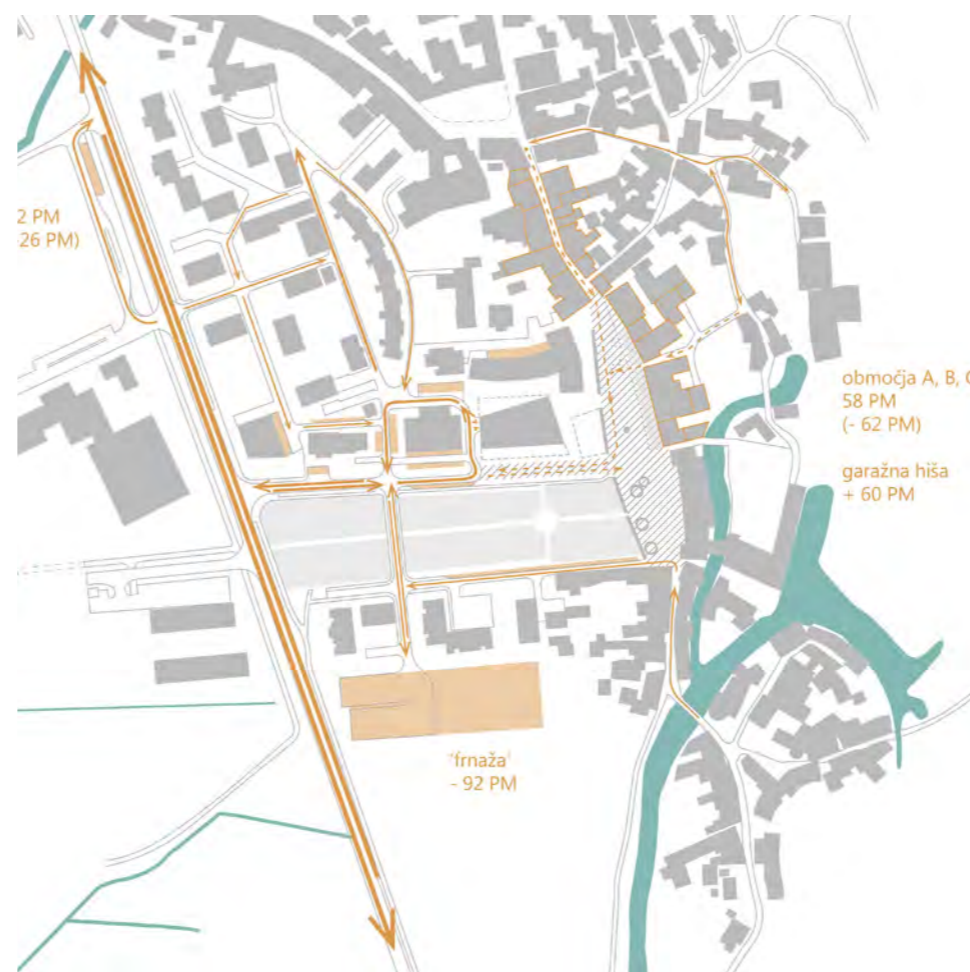 2 PM
26 PM)
območja A, B, C
58 PM
(- 62 PM)
garažna hiša
+ 60 PM
'frnaža'
- 92 PM